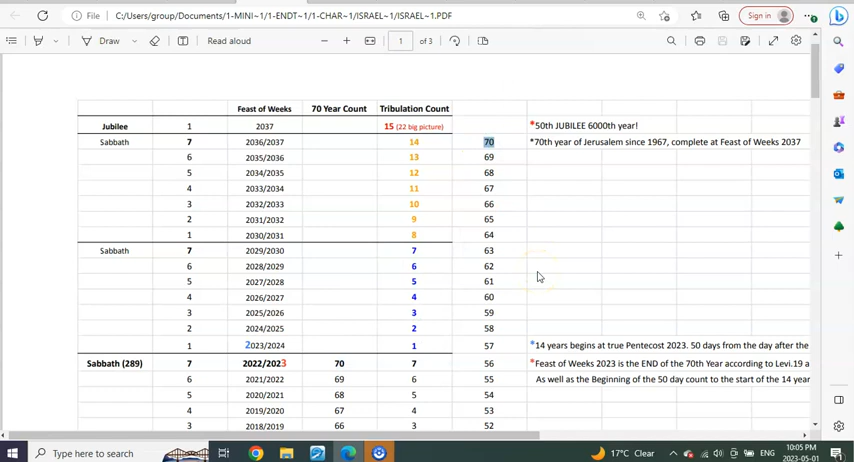 File C:/Users/group/Documents/1-MINI~1/1-ENDT~1/1-CHAR~1/ISRAEL~1/ISRAEL~1.PDF
Sign in
Draw Read aloud 1 of 3
Feast of Weeks 70 Year Count Tribulation Count
Jubilee 1 2037 15 (22 big picture) *50th JUBILEE 6000th year!
Sabbath 7 2036/2037 14 70 *70th year of Jerusalem since 1967, complete at Feast of Weeks 2037
6 2035/2036 13 69
5 2034/2035 12 68
4 2033/2034 11 67
3 2032/2033 10 66
2 2031/2032 9 65
1 2030/2031 8 64
Sabbath 7 2029/2030 7 63
6 2028/2029 6 62
5 2027/2028 5 61
4 2026/2027 4 60
3 2025/2026 3 59
2 2024/2025 2 58
1 2023/2024 1 57 *14 years begins at true Pentecost 2023. 50 days from the day after the
Sabbath (289) 7 2022/2023 70 7 56 *Feast of Weeks 2023 is the END of the 70th Year according to Levi.19 a
6 2021/2022 69 6 55 As well as the Beginning of the 50 day count to the start of the 14 year
5 2020/2021 68 5 54
4 2019/2020 67 4 53
3 2018/2019 66 3 52
Type here to search 17°C Clear ENG 10:05 PM
2023-05-01